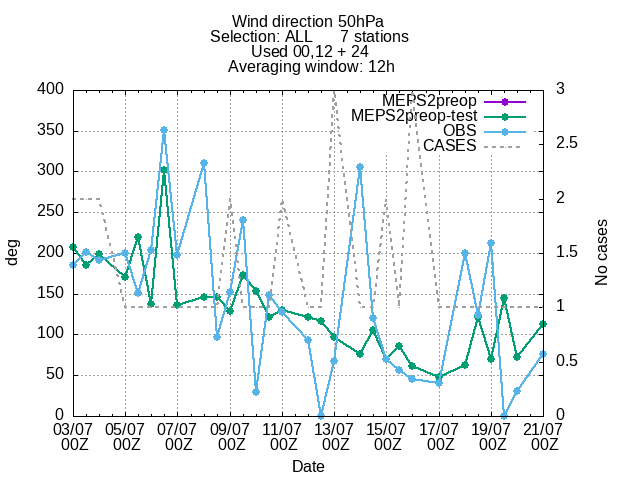 Wind direction 50hPa
Selection: ALL 7 stations
Used 00,12 + 24
Averaging window: 12h
MEPS2preop
MEPS2preop-test
OBS
CASES
400
350
300
250
200
150
100
50
0
deg
3
2.5
2
1.5
1
0.5
0
No cases
03/07 05/07 07/07 09/07 11/07 13/07 15/07 17/07 19/07 21/07
00Z 00Z 00Z 00Z 00Z 00Z 00Z 00Z 00Z 00Z
Date